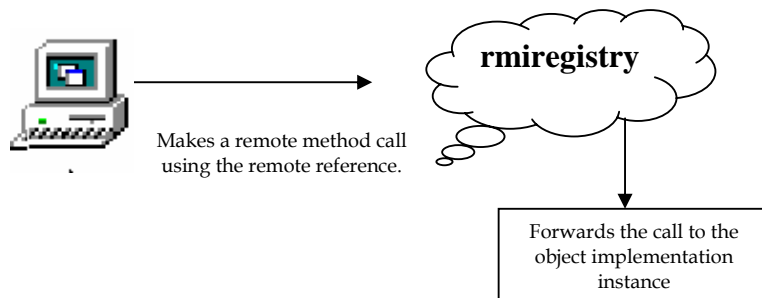 rmiregistry
Makes a remote method call
using the remote reference.
Forwards the call to the
object implementation
instance